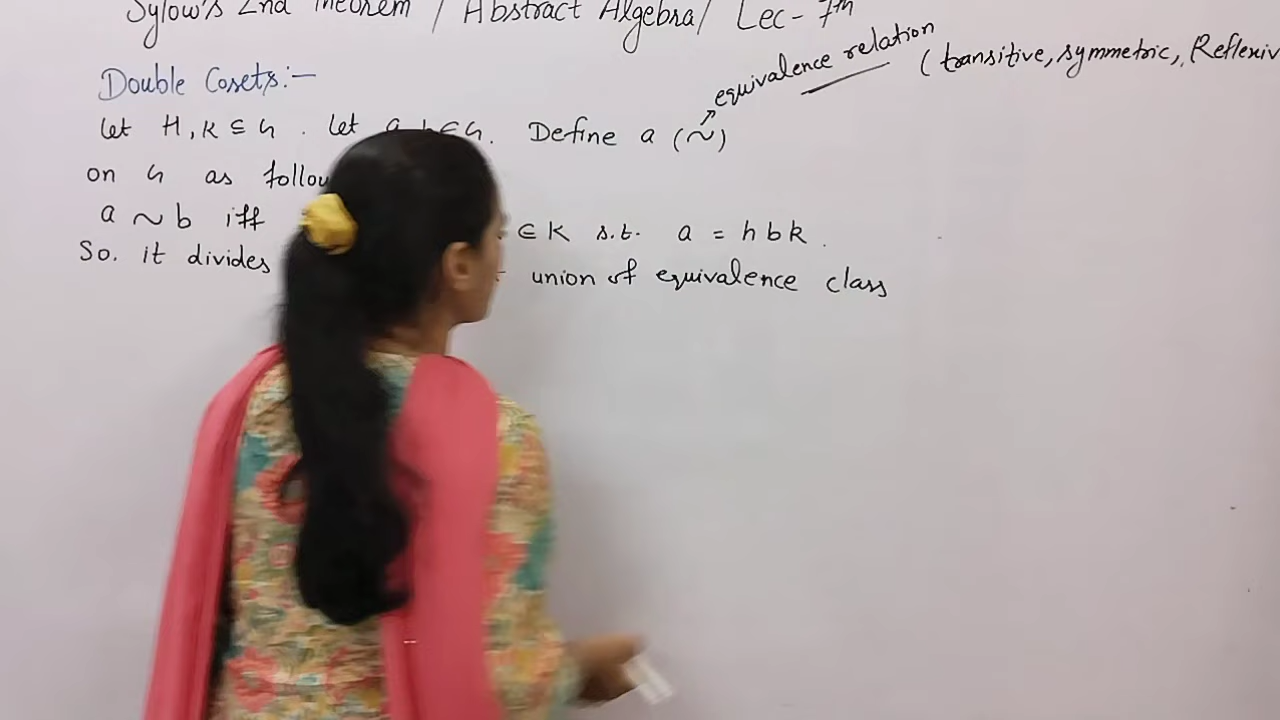 Sylow's 2nd Theorem / Abstract Algebra / Lec- 7th
equivalence relation
(transitive, symmetric, Reflexiv
Double Cosets:-
let H, K ⊆ G . let a, b ∈ G. Define a (~)
on G as follow
a ~ b iff ∈ K s.t. a = h b k .
So. it divides union of equivalence class